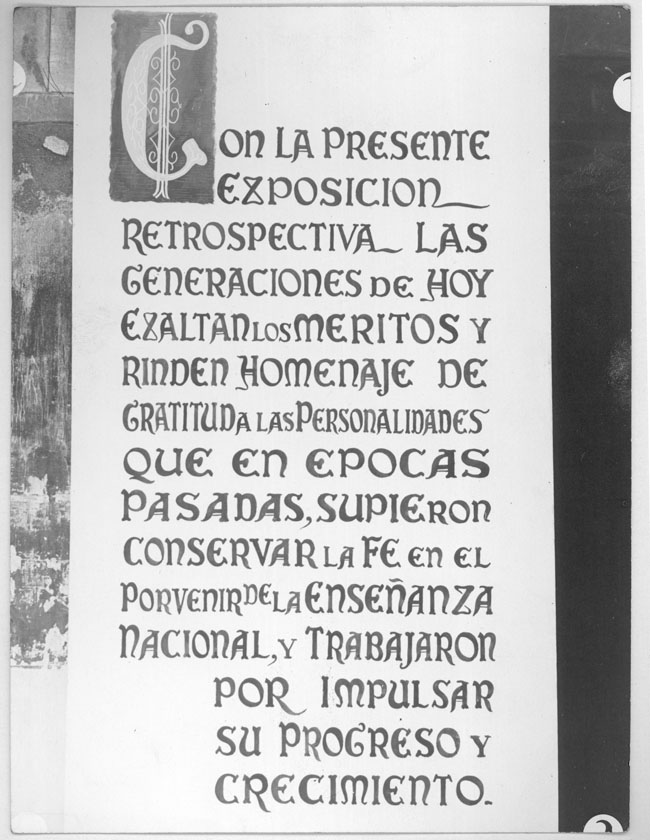 CON LA PRESENTE
EXPOSICION
RETROSPECTIVA LAS
GENERACIONES DE HOY
EXALTAN LOS MERITOS Y
RINDEN HOMENAJE DE
GRATITUD A LAS PERSONALIDADES
QUE EN EPOCAS
PASADAS, SUPIERON
CONSERVAR LA FE EN EL
PORVENIR DE LA ENSEÑANZA
NACIONAL, Y TRABAJARON
POR IMPULSAR
SU PROGRESO Y
CRECIMIENTO.